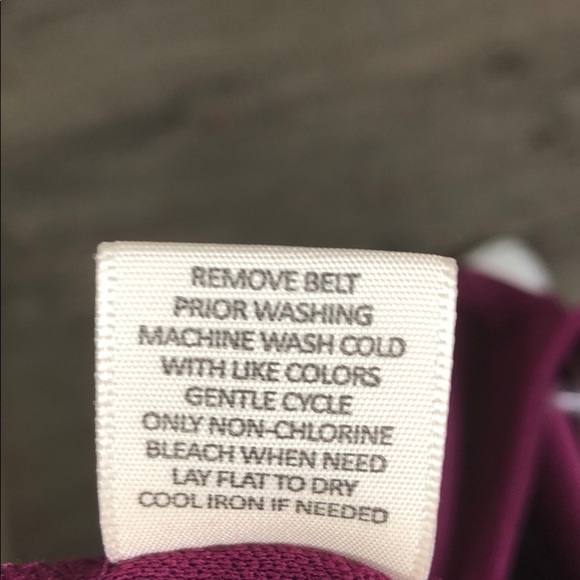 REMOVE BELT
PRIOR WASHING
MACHINE WASH COLD
WITH LIKE COLORS
GENTLE CYCLE
ONLY NON-CHLORINE
BLEACH WHEN NEED
LAY FLAT TO DRY
COOL IRON IF NEEDED